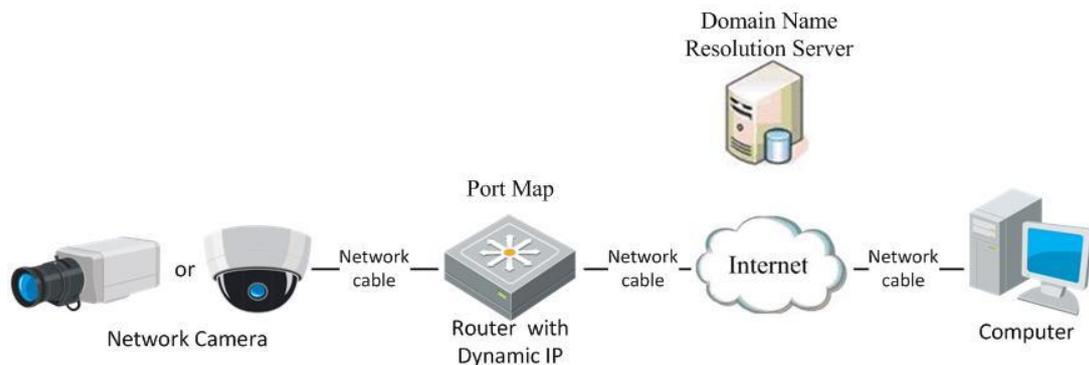 Domain Name
Resolution Server
Port Map
or
Network
cable
Network
cable
Internet
Network
cable
Network Camera
Router with
Dynamic IP
Computer